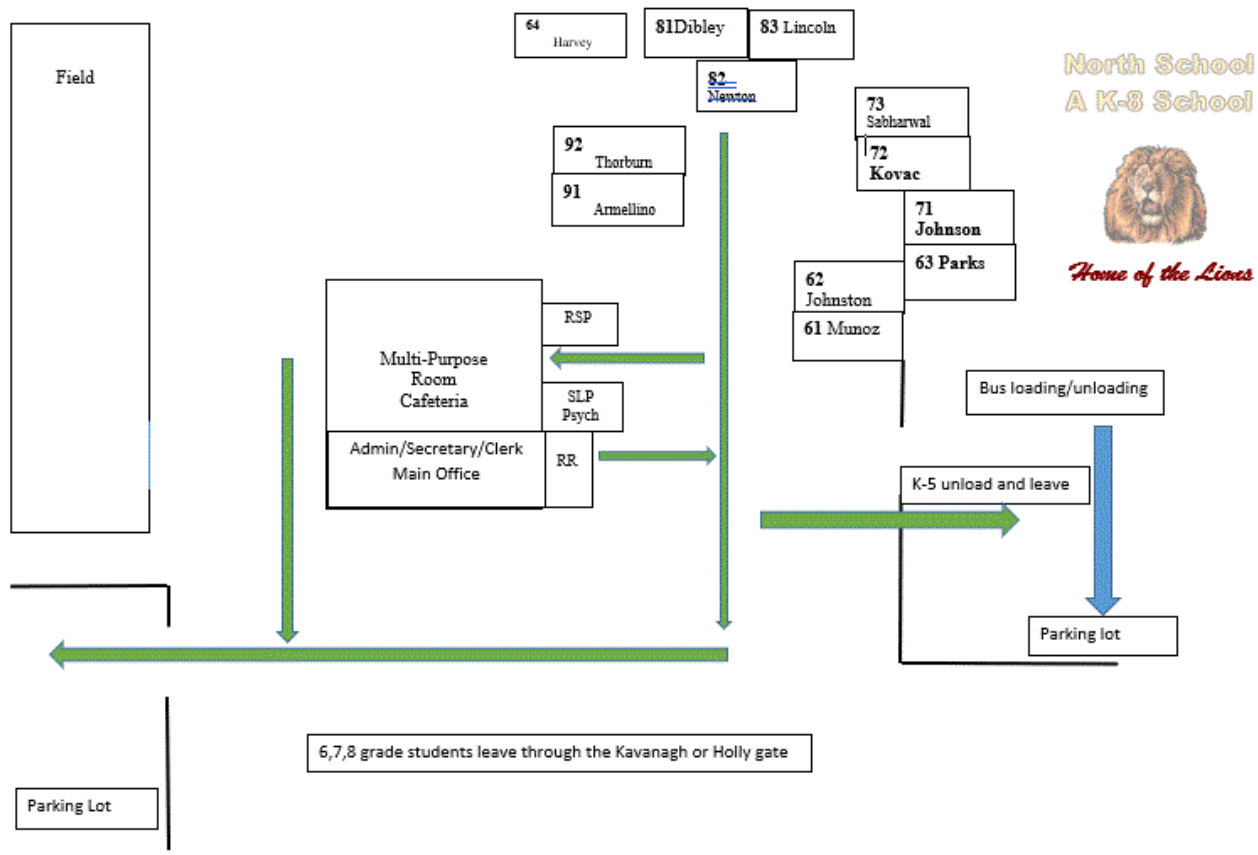 Field
64
Harvey
81Dibley
83 Lincoln
82
Newton
North School
A K-8 School
Home of the Lions
73
Sabharwal
72
Kovac
71
Johnson
63 Parks
62
Johnston
61 Munoz
92
Thorburn
91
Armellino
RSP
Multi-Purpose
Room
Cafeteria
SLP
Psych
Admin/Secretary/Clerk
Main Office
RR
Bus loading/unloading
K-5 unload and leave
Parking lot
6,7,8 grade students leave through the Kavanagh or Holly gate
Parking Lot